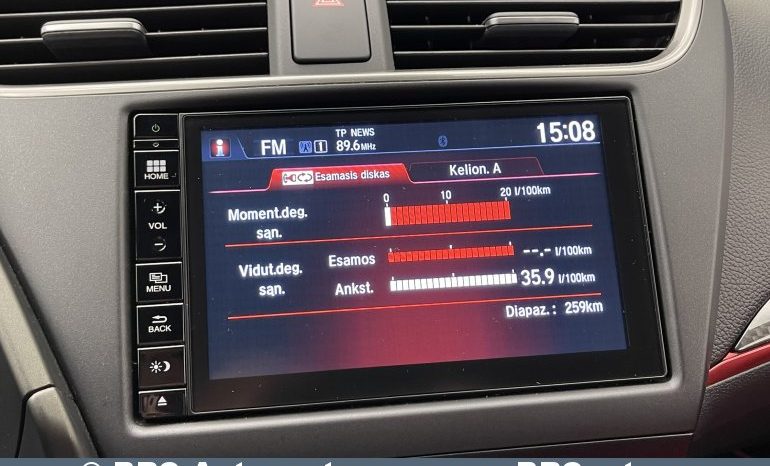 TP NEWS
FM 1 89.6MHz 15:08
Esamasis diskas Kelion. A
0 10 20 l/100km
Moment.deg. sąn.
Vidut.deg. sąn.
Esamos --.- l/100km
Ankst. 35.9 l/100km
Diapaz.: 259km
HOME
+
VOL
−
MENU
BACK